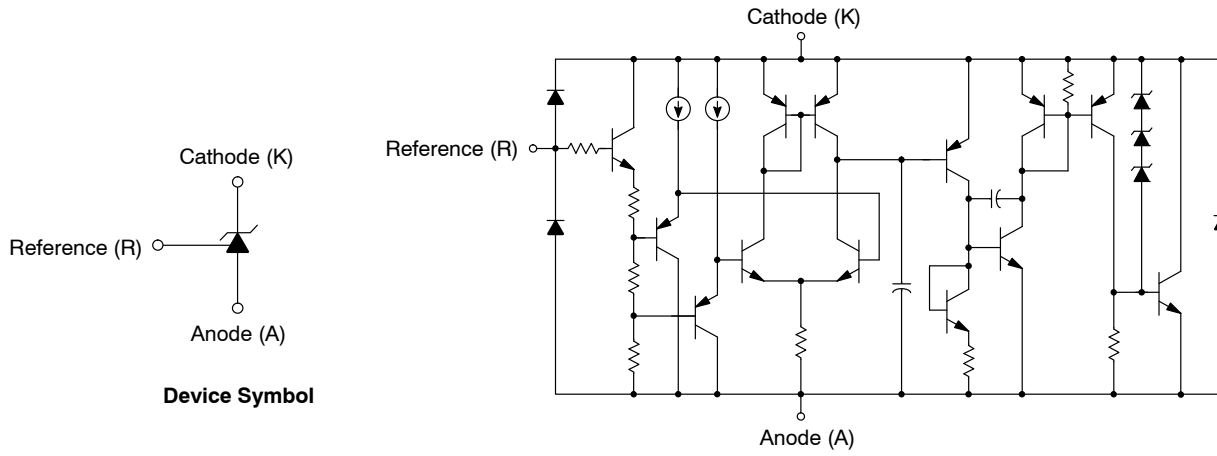 Cathode (K)
Reference (R)
Anode (A)
Device Symbol
Cathode (K)
Reference (R)
Anode (A)